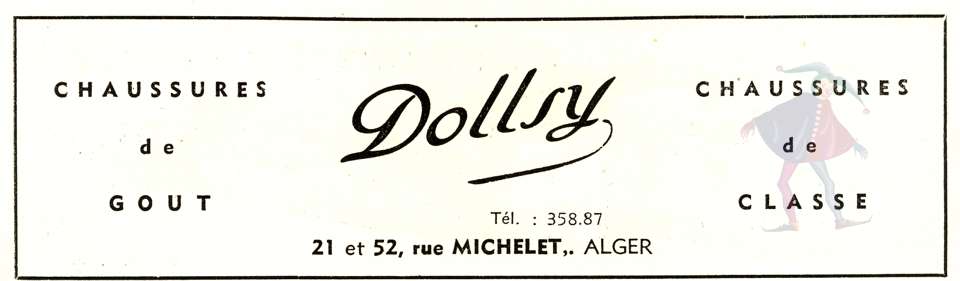 CHAUSSURES
de
GOUT
Dollsy
CHAUSSURES
de
CLASSE
Tél. : 358.87
21 et 52, rue MICHELET,. ALGER